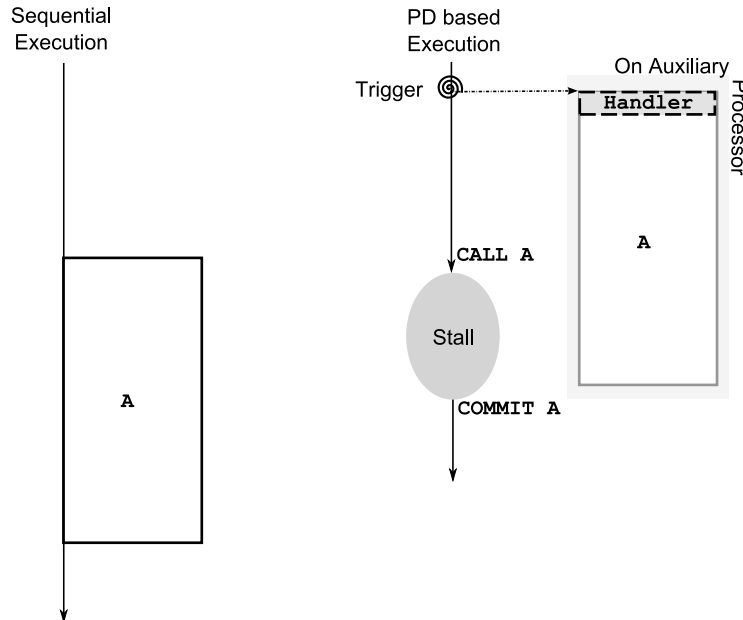 Sequential
Execution
PD based
Execution
On Auxiliary
Processor
Trigger
Handler
A
CALL A
Stall
A
COMMIT A